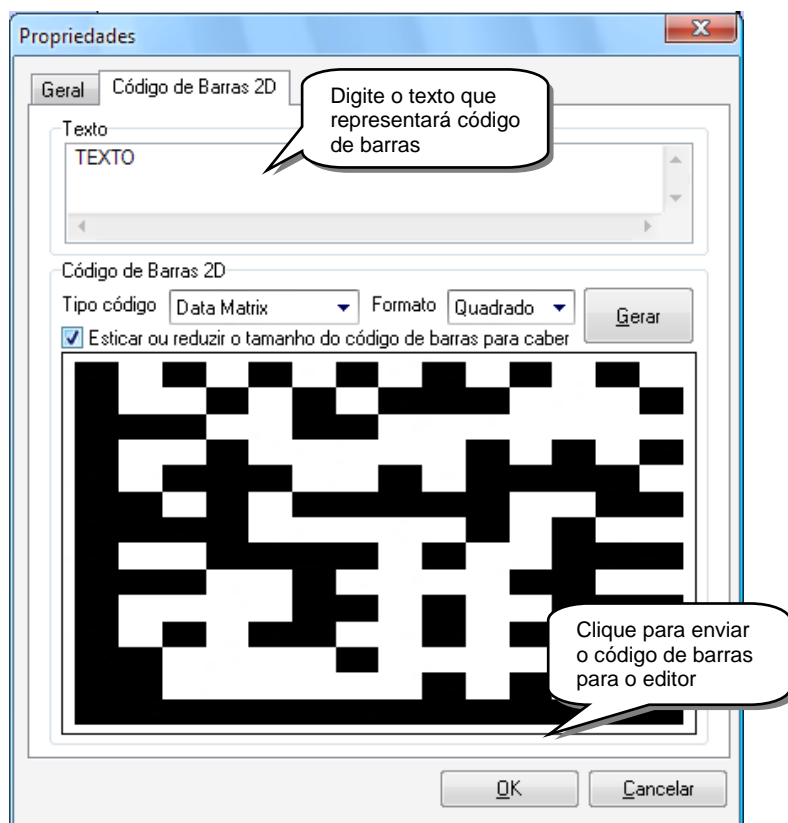 Propriedades
Geral Código de Barras 2D
Digite o texto que
representará código
de barras
Texto
TEXTO
Código de Barras 2D
Tipo código Data Matrix Formato Quadrado Gerar
Esticar ou reduzir o tamanho do código de barras para caber
Clique para enviar
o código de barras
para o editor
OK Cancelar